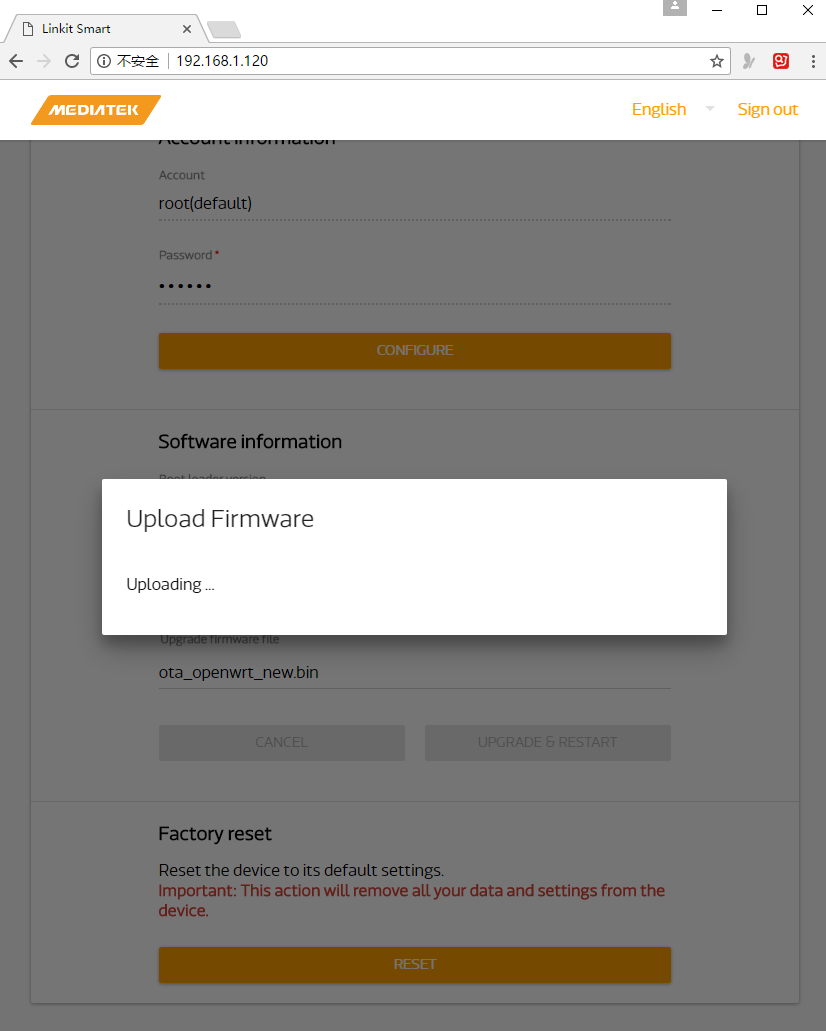 Linkit Smart
不安全
192.168.1.120
MEDIATEK
English
Sign out
Account information
Account
root(default)
Password *
••••••
CONFIGURE
Software information
Boot loader version
Upload Firmware
Uploading ...
Upgrade firmware file
ota_openwrt_new.bin
CANCEL
UPGRADE & RESTART
Factory reset
Reset the device to its default settings.
Important: This action will remove all your data and settings from the
device.
RESET